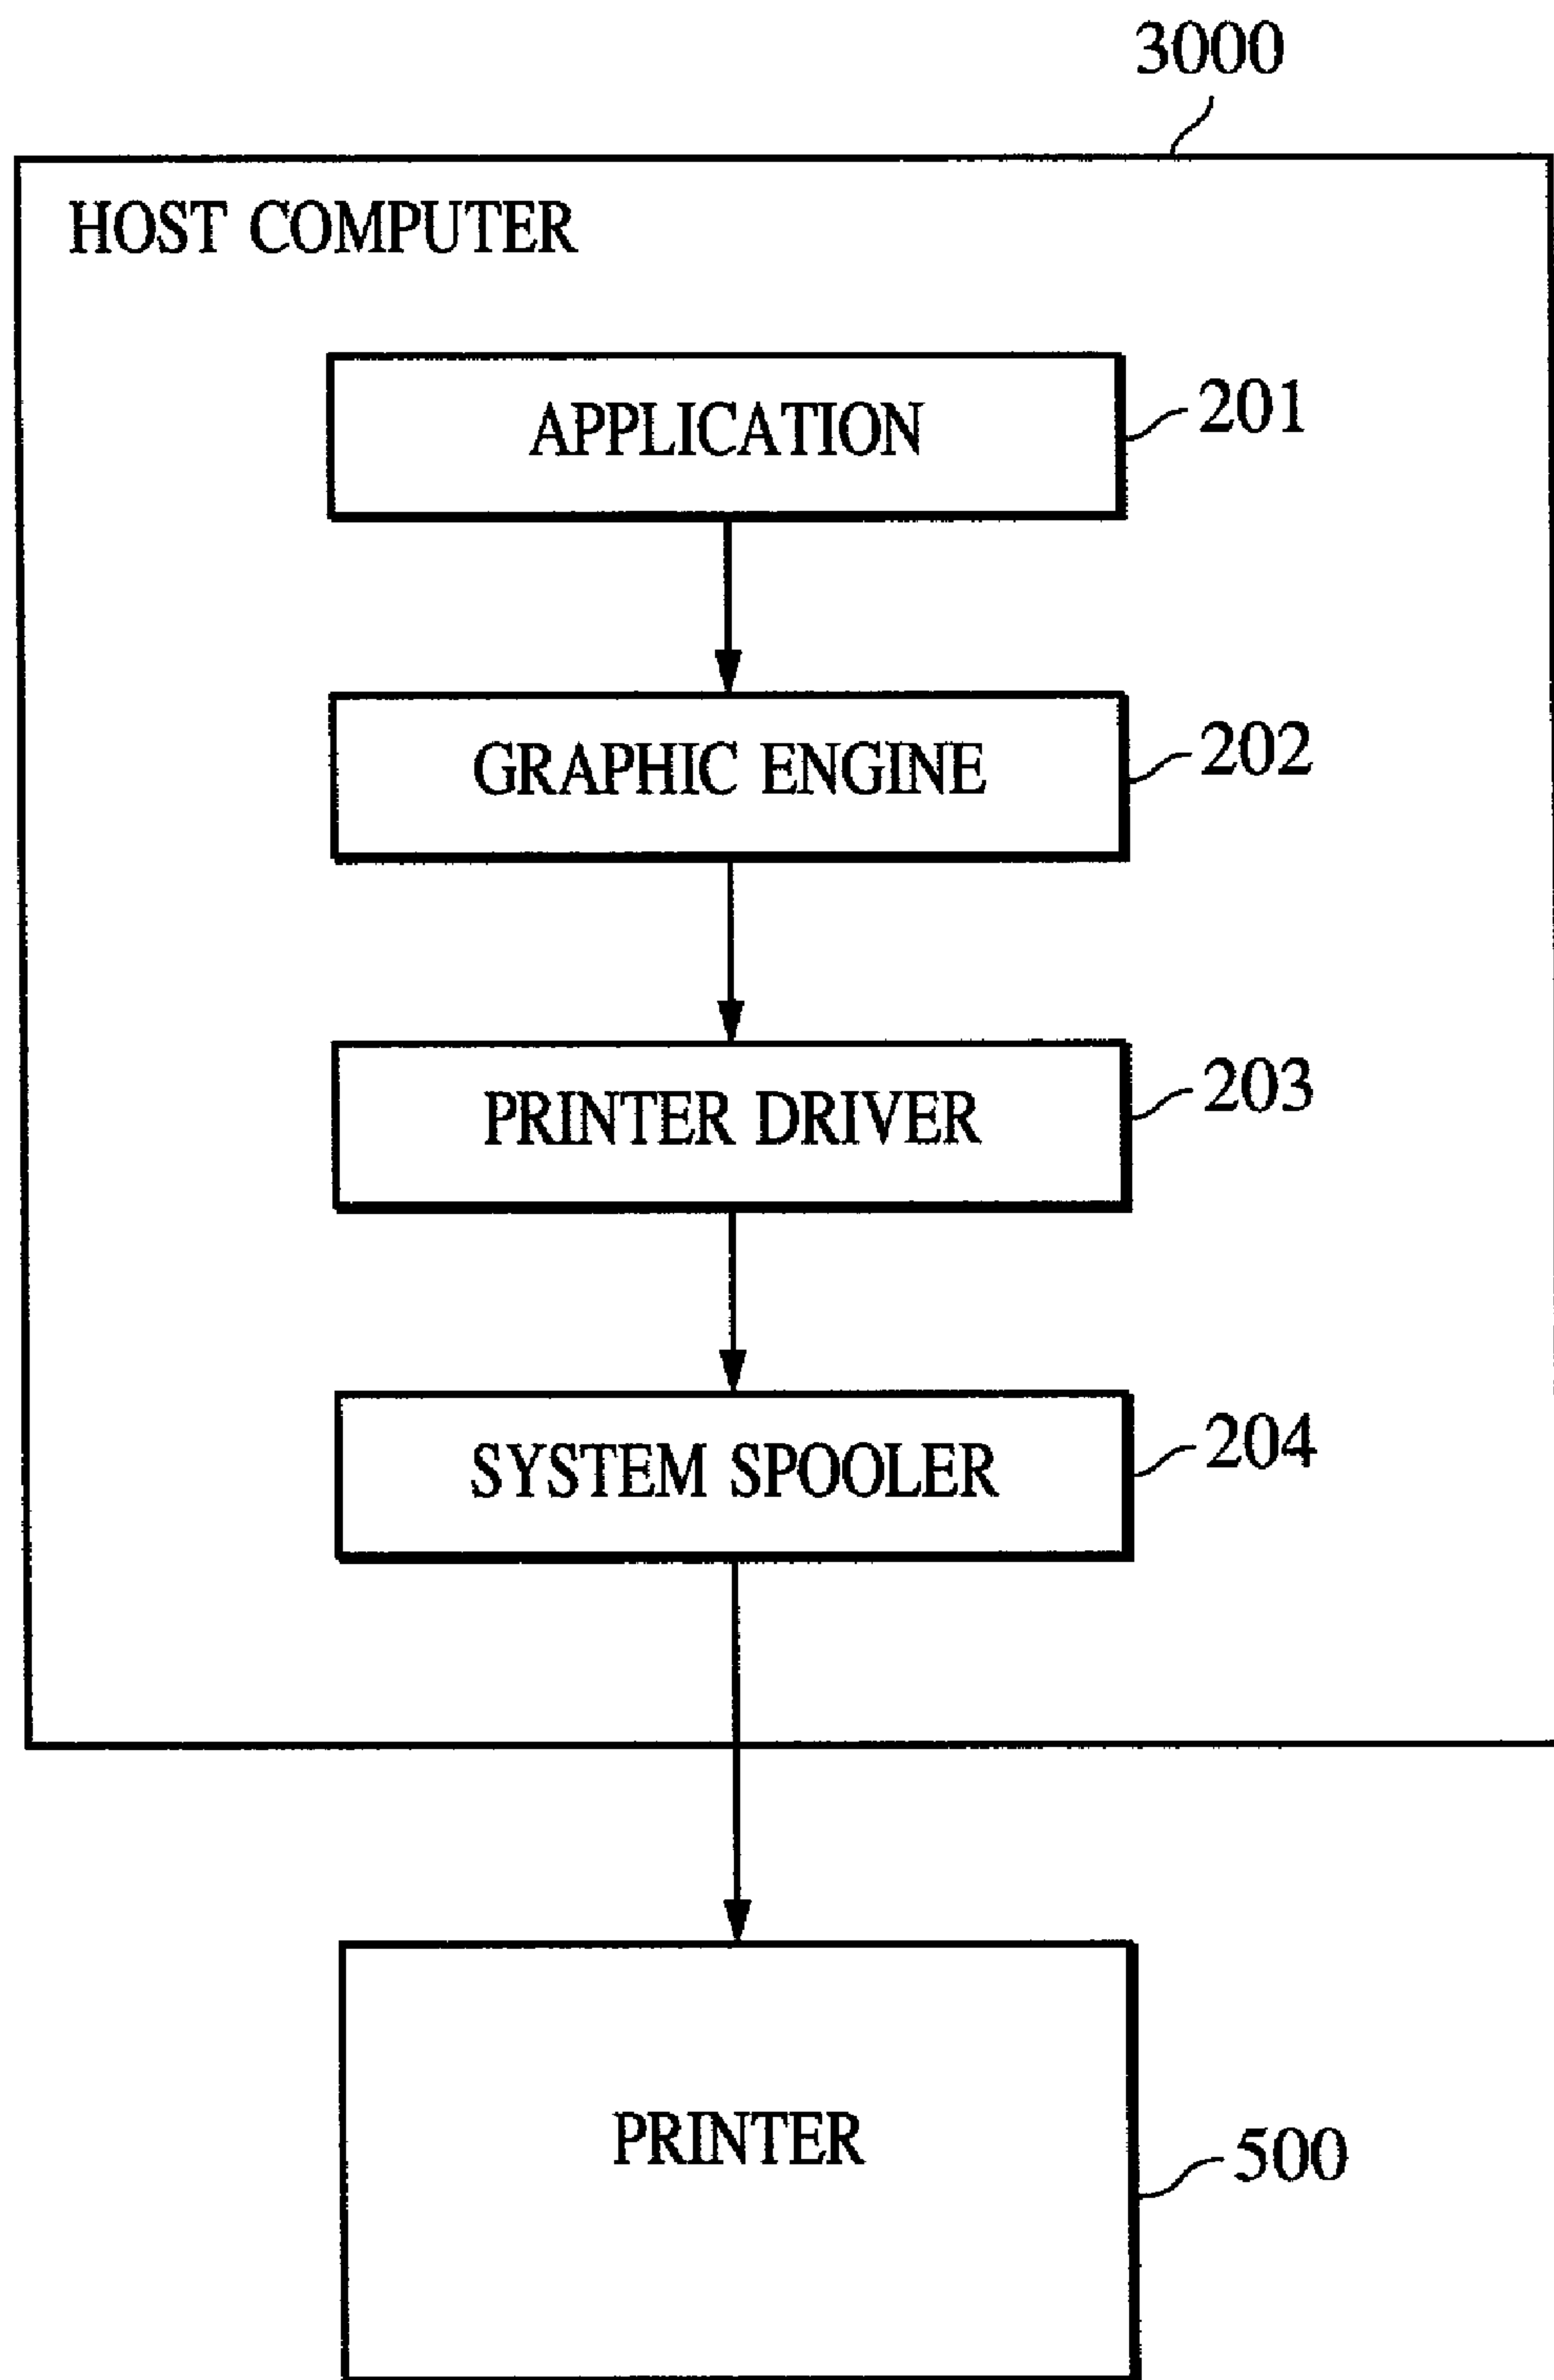 3000
HOST COMPUTER
APPLICATION
201
GRAPHIC ENGINE
202
PRINTER DRIVER
203
SYSTEM SPOOLER
204
PRINTER
500